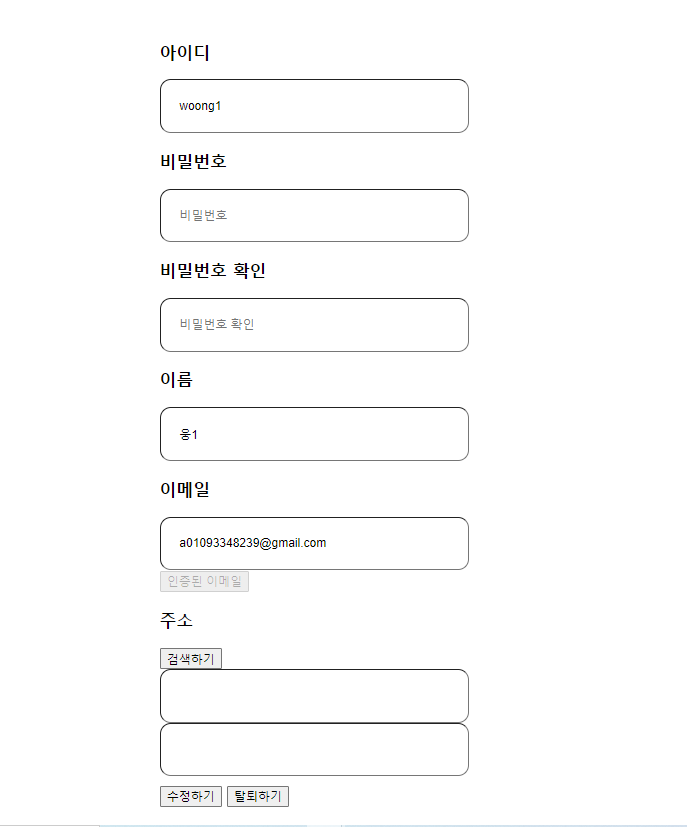 아이디
woong1
비밀번호
비밀번호
비밀번호 확인
비밀번호 확인
이름
웅1
이메일
a01093348239@gmail.com
인증된 이메일
주소
검색하기
수정하기 탈퇴하기